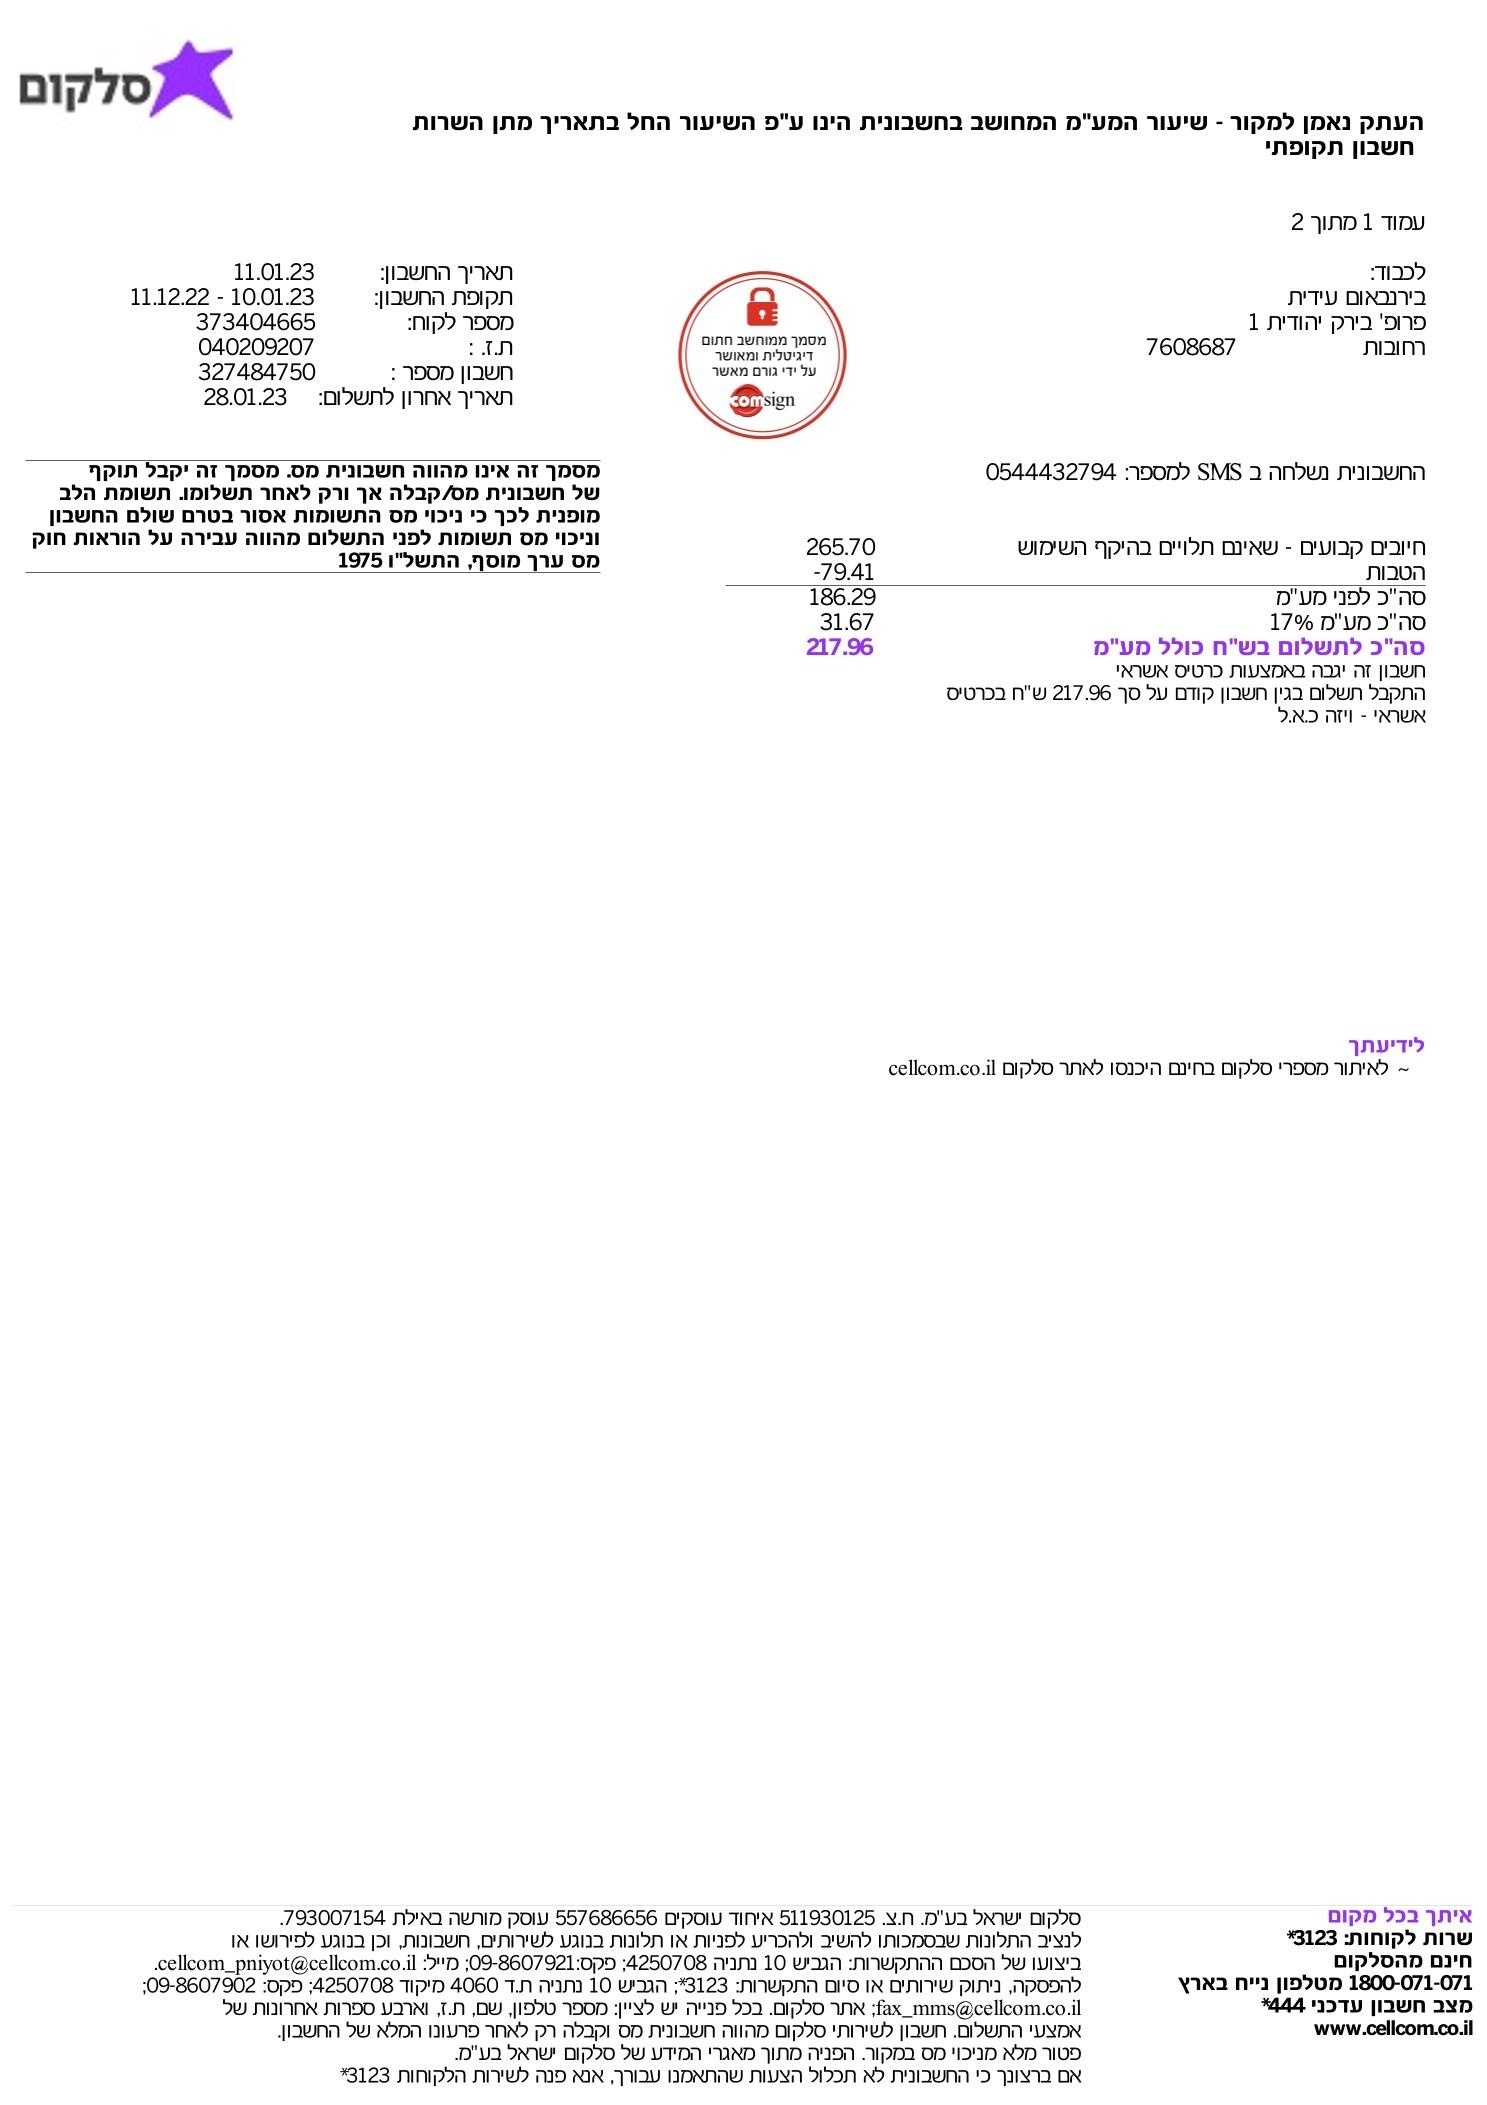 סלקום
העתק נאמן למקור - שיעור המע"מ המחושב בחשבונית הינו ע"פ השיעור החל בתאריך מתן השרות
חשבון תקופתי
עמוד 1 מתוך 2
לכבוד:
בירנבאום עידית
פרופ' בירק יהודית 1
רחובות 7608687
מסמך ממוחשב חתום
דיגיטלית ומאושר
על ידי גורם מאשר
comsign
תאריך החשבון: 11.01.23
תקופת החשבון: 11.12.22 - 10.01.23
מספר לקוח: 373404665
ת.ז. : 040209207
חשבון מספר : 327484750
תאריך אחרון לתשלום: 28.01.23
החשבונית נשלחה ב SMS למספר: 0544432794
מסמך זה אינו מהווה חשבונית מס. מסמך זה יקבל תוקף
של חשבונית מס/קבלה אך ורק לאחר תשלומו. תשומת הלב
מופנית לכך כי ניכוי מס התשומות אסור בטרם שולם החשבון
וניכוי מס תשומות לפני התשלום מהווה עבירה על הוראות חוק
מס ערך מוסף, התשל"ו 1975
חיובים קבועים - שאינם תלויים בהיקף השימוש 265.70
הטבות -79.41
סה"כ לפני מע"מ 186.29
סה"כ מע"מ 17% 31.67
סה"כ לתשלום בש"ח כולל מע"מ 217.96
חשבון זה יגבה באמצעות כרטיס אשראי
התקבל תשלום בגין חשבון קודם על סך 217.96 ש"ח בכרטיס
אשראי - ויזה כ.א.ל
לידיעתך
~ לאיתור מספרי סלקום בחינם היכנסו לאתר סלקום cellcom.co.il
איתך בכל מקום
שרות לקוחות: 3123*
חינם מהסלקום
1800-071-071 מטלפון נייח בארץ
מצב חשבון עדכני 444*
www.cellcom.co.il
סלקום ישראל בע"מ. ח.צ. 511930125 איחוד עוסקים 557686656 עוסק מורשה באילת 793007154.
לנציב התלונות שבסמכותו להשיב ולהכריע לפניות או תלונות בנוגע לשירותים, חשבונות, וכן בנוגע לפירושו או
ביצועו של הסכם ההתקשרות: הגביש 10 נתניה 4250708; פקס:09-8607921; מייל: cellcom_pniyot@cellcom.co.il.
להפסקה, ניתוק שירותים או סיום התקשרות: 3123*; הגביש 10 נתניה ת.ד 4060 מיקוד 4250708; פקס: 09-8607902;
fax_mms@cellcom.co.il; אתר סלקום. בכל פנייה יש לציין: מספר טלפון, שם, ת.ז, וארבע ספרות אחרונות של
אמצעי התשלום. חשבון לשירותי סלקום מהווה חשבונית מס וקבלה רק לאחר פרעונו המלא של החשבון.
פטור מלא מניכוי מס במקור. הפניה מתוך מאגרי המידע של סלקום ישראל בע"מ.
אם ברצונך כי החשבונית לא תכלול הצעות שהתאמנו עבורך, אנא פנה לשירות הלקוחות 3123*